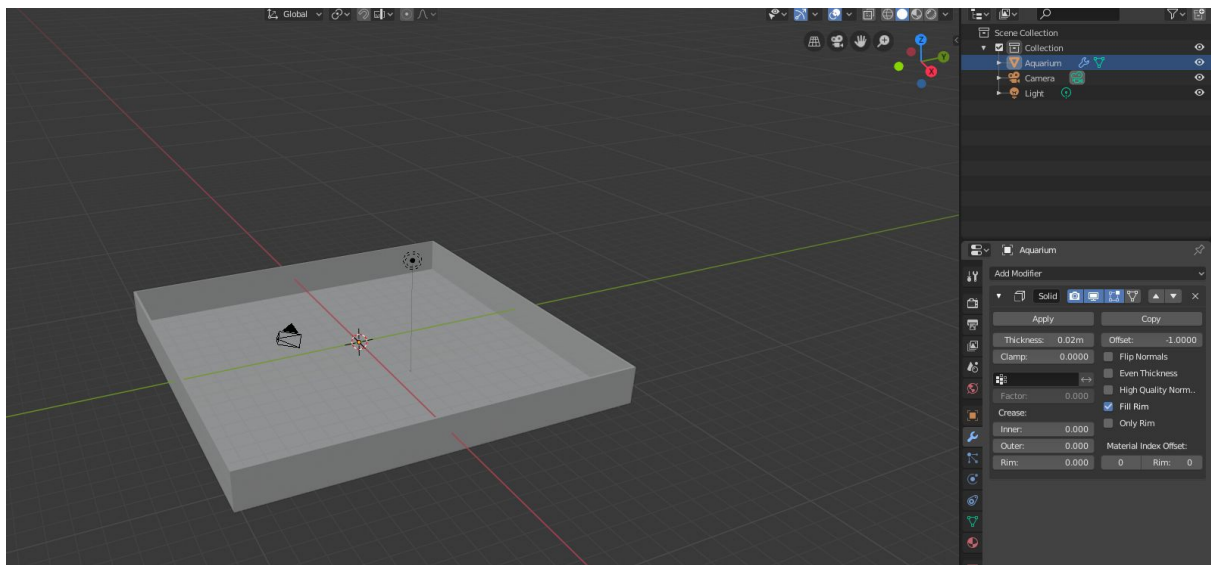 Global
Scene Collection
Collection
Aquarium
Camera
Light
Aquarium
Add Modifier
Solid
Apply Copy
Thickness: 0.02m Offset: -1.0000
Clamp: 0.0000 Flip Normals
Even Thickness
High Quality Norm..
Factor: 0.000 Fill Rim
Crease: Only Rim
Inner: 0.000
Outer: 0.000 Material Index Offset:
Rim: 0.000 0 Rim: 0
Z
Y
X